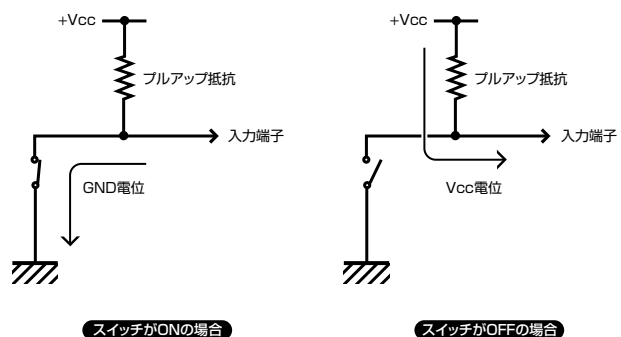 +Vcc
プルアップ抵抗
入力端子
GND電位
スイッチがONの場合
+Vcc
プルアップ抵抗
入力端子
Vcc電位
スイッチがOFFの場合